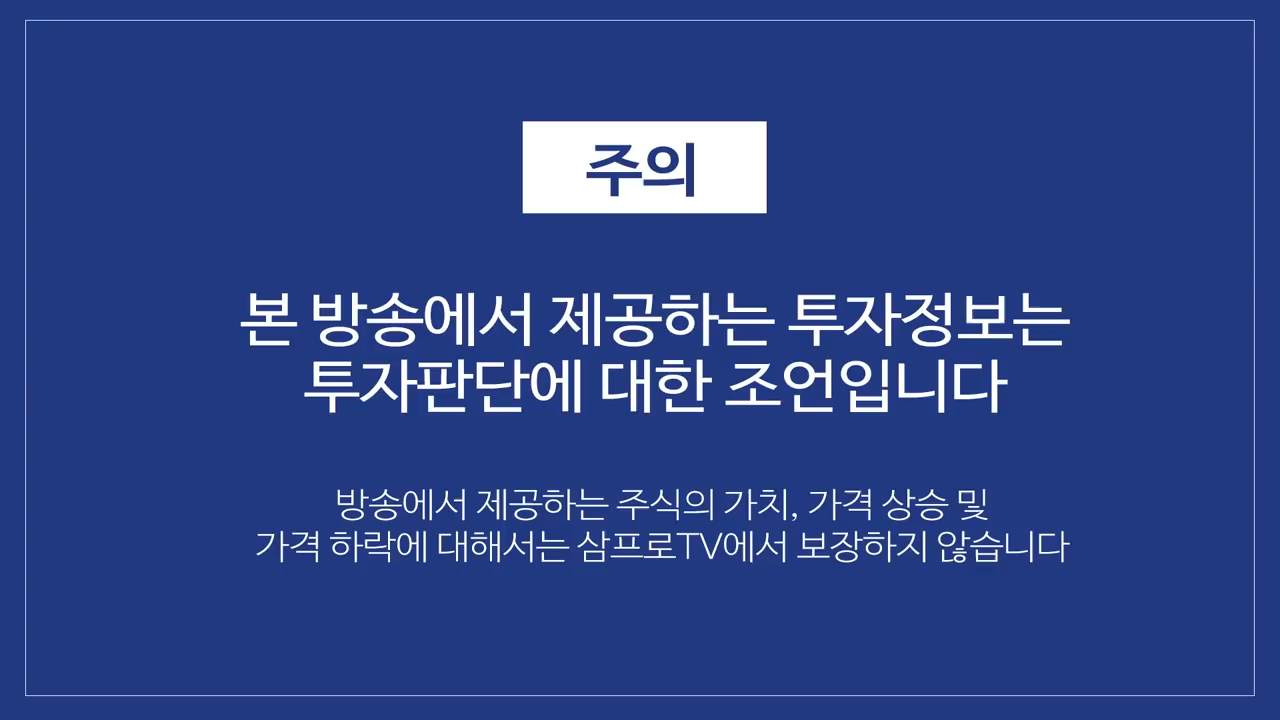 주의
본 방송에서 제공하는 투자정보는
투자판단에 대한 조언입니다
방송에서 제공하는 주식의 가치, 가격 상승 및
가격 하락에 대해서는 삼프로TV에서 보장하지 않습니다